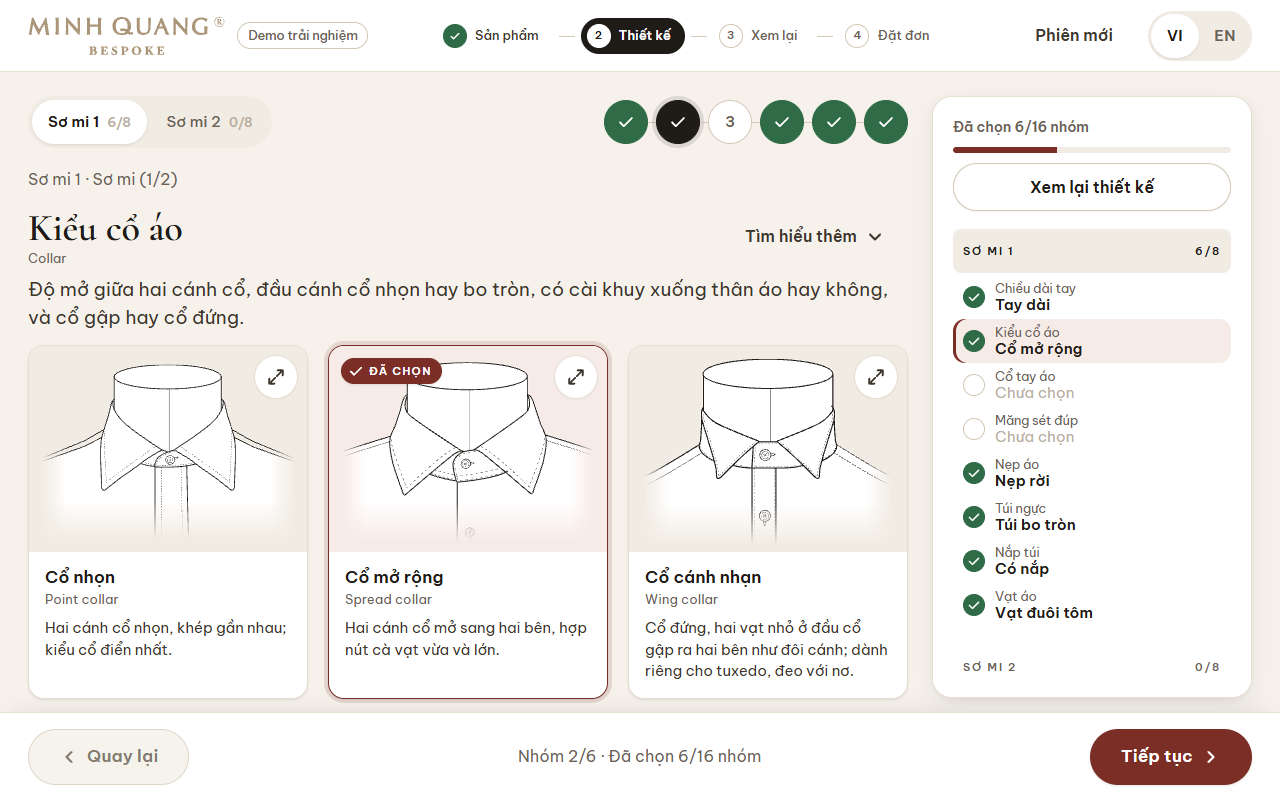 MINH QUANG®
BESPOKE
Demo trải nghiệm
Sản phẩm
2 Thiết kế
3 Xem lại
4 Đặt đơn
Phiên mới
VI EN
Sơ mi 1 6/8
Sơ mi 2 0/8
3
Sơ mi 1 · Sơ mi (1/2)
Kiểu cổ áo
Collar
Tìm hiểu thêm
Độ mở giữa hai cánh cổ, đầu cánh cổ nhọn hay bo tròn, có cài khuy xuống thân áo hay không,
và cổ gập hay cổ đứng.
Cổ nhọn
Point collar
Hai cánh cổ nhọn, khép gần nhau;
kiểu cổ điển nhất.
ĐÃ CHỌN
Cổ mở rộng
Spread collar
Hai cánh cổ mở sang hai bên, hợp
nút cà vạt vừa và lớn.
Cổ cánh nhạn
Wing collar
Cổ đứng, hai vạt nhỏ ở đầu cổ
gập ra hai bên như đôi cánh; dành
riêng cho tuxedo, đeo với nơ.
Đã chọn 6/16 nhóm
Xem lại thiết kế
SƠ MI 1 6/8
Chiều dài tay
Tay dài
Kiểu cổ áo
Cổ mở rộng
Cổ tay áo
Chưa chọn
Măng sét đúp
Chưa chọn
Nẹp áo
Nẹp rời
Túi ngực
Túi bo tròn
Nắp túi
Có nắp
Vạt áo
Vạt đuôi tôm
SƠ MI 2 0/8
Quay lại
Nhóm 2/6 · Đã chọn 6/16 nhóm
Tiếp tục